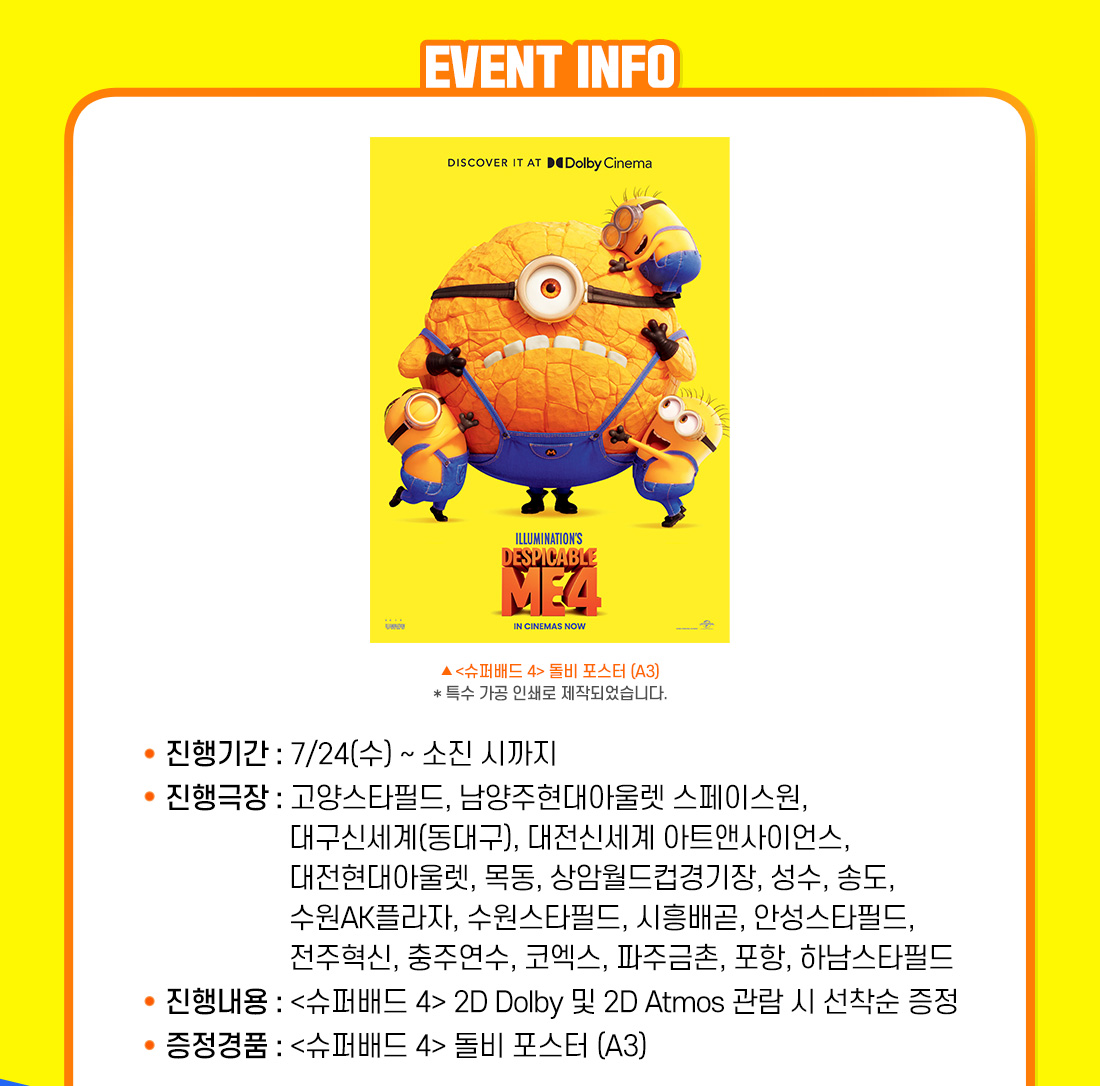 EVENT INFO
DISCOVER IT AT Dolby Cinema
ILLUMINATION'S
DESPICABLE
ME4
IN CINEMAS NOW
▲<슈퍼배드 4> 돌비 포스터 (A3)
* 특수 가공 인쇄로 제작되었습니다.
• 진행기간 : 7/24(수) ~ 소진 시까지
• 진행극장 : 고양스타필드, 남양주현대아울렛 스페이스원,
대구신세계(동대구), 대전신세계 아트앤사이언스,
대전현대아울렛, 목동, 상암월드컵경기장, 성수, 송도,
수원AK플라자, 수원스타필드, 시흥배곧, 안성스타필드,
전주혁신, 충주연수, 코엑스, 파주금촌, 포항, 하남스타필드
• 진행내용 : <슈퍼배드 4> 2D Dolby 및 2D Atmos 관람 시 선착순 증정
• 증정경품 : <슈퍼배드 4> 돌비 포스터 (A3)